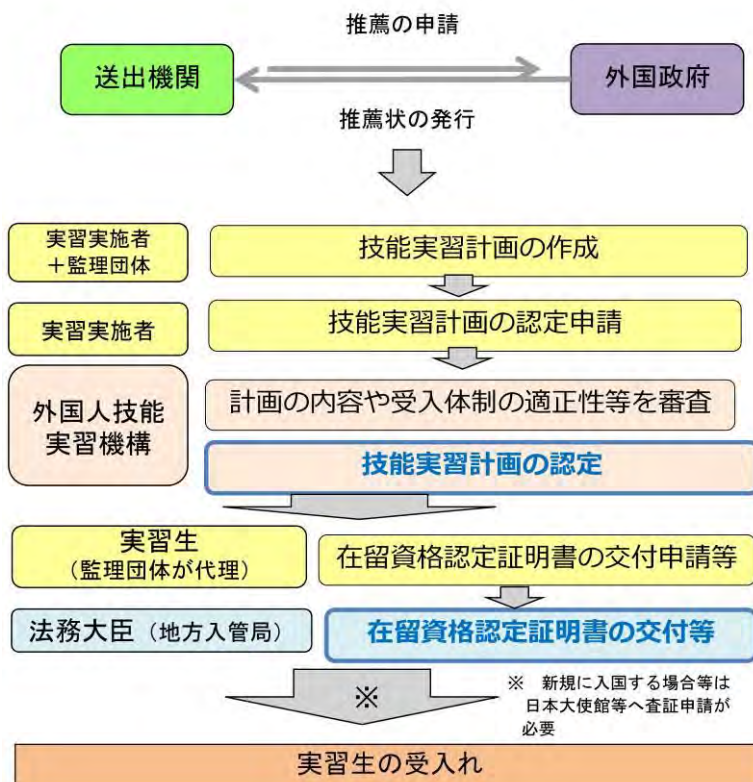 推薦の申請
送出機関
外国政府
推薦状の発行
実習実施者
+監理団体
技能実習計画の作成
実習実施者
技能実習計画の認定申請
外国人技能
実習機構
計画の内容や受入体制の適正性等を審査
技能実習計画の認定
実習生
(監理団体が代理)
在留資格認定証明書の交付申請等
法務大臣(地方入管局)
在留資格認定証明書の交付等
※
※ 新規に入国する場合等は
日本大使館等へ査証申請が
必要
実習生の受入れ